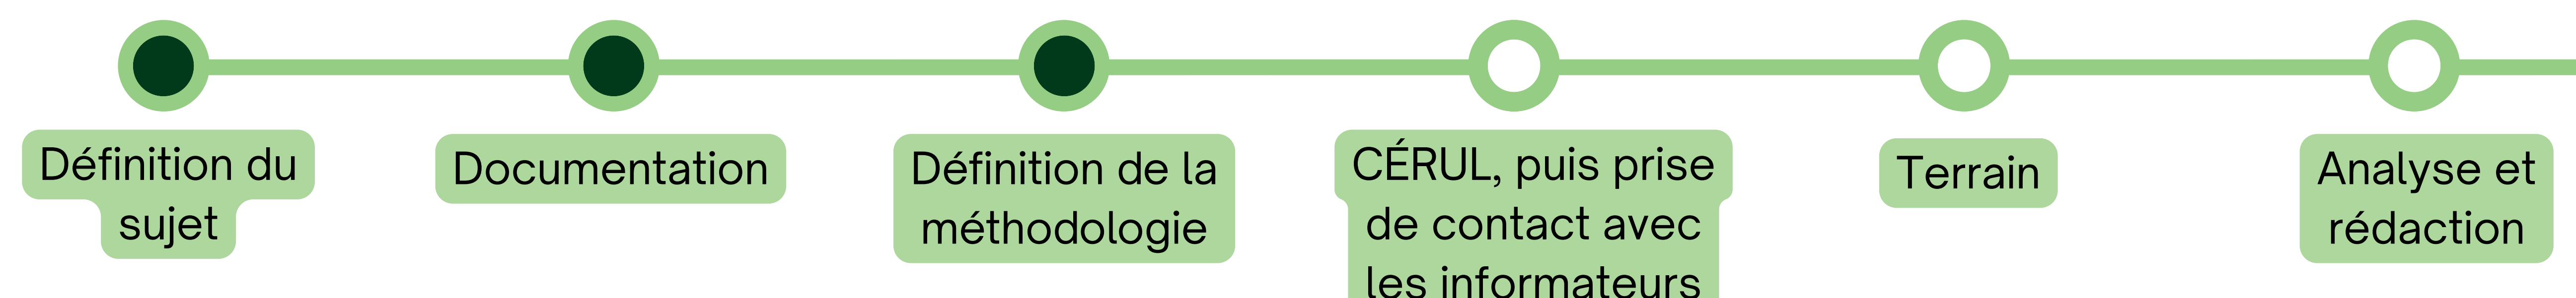 Définition du
sujet
Documentation
Définition de la
méthodologie
CÉRUL, puis prise
de contact avec
les informateurs
Terrain
Analyse et
rédaction